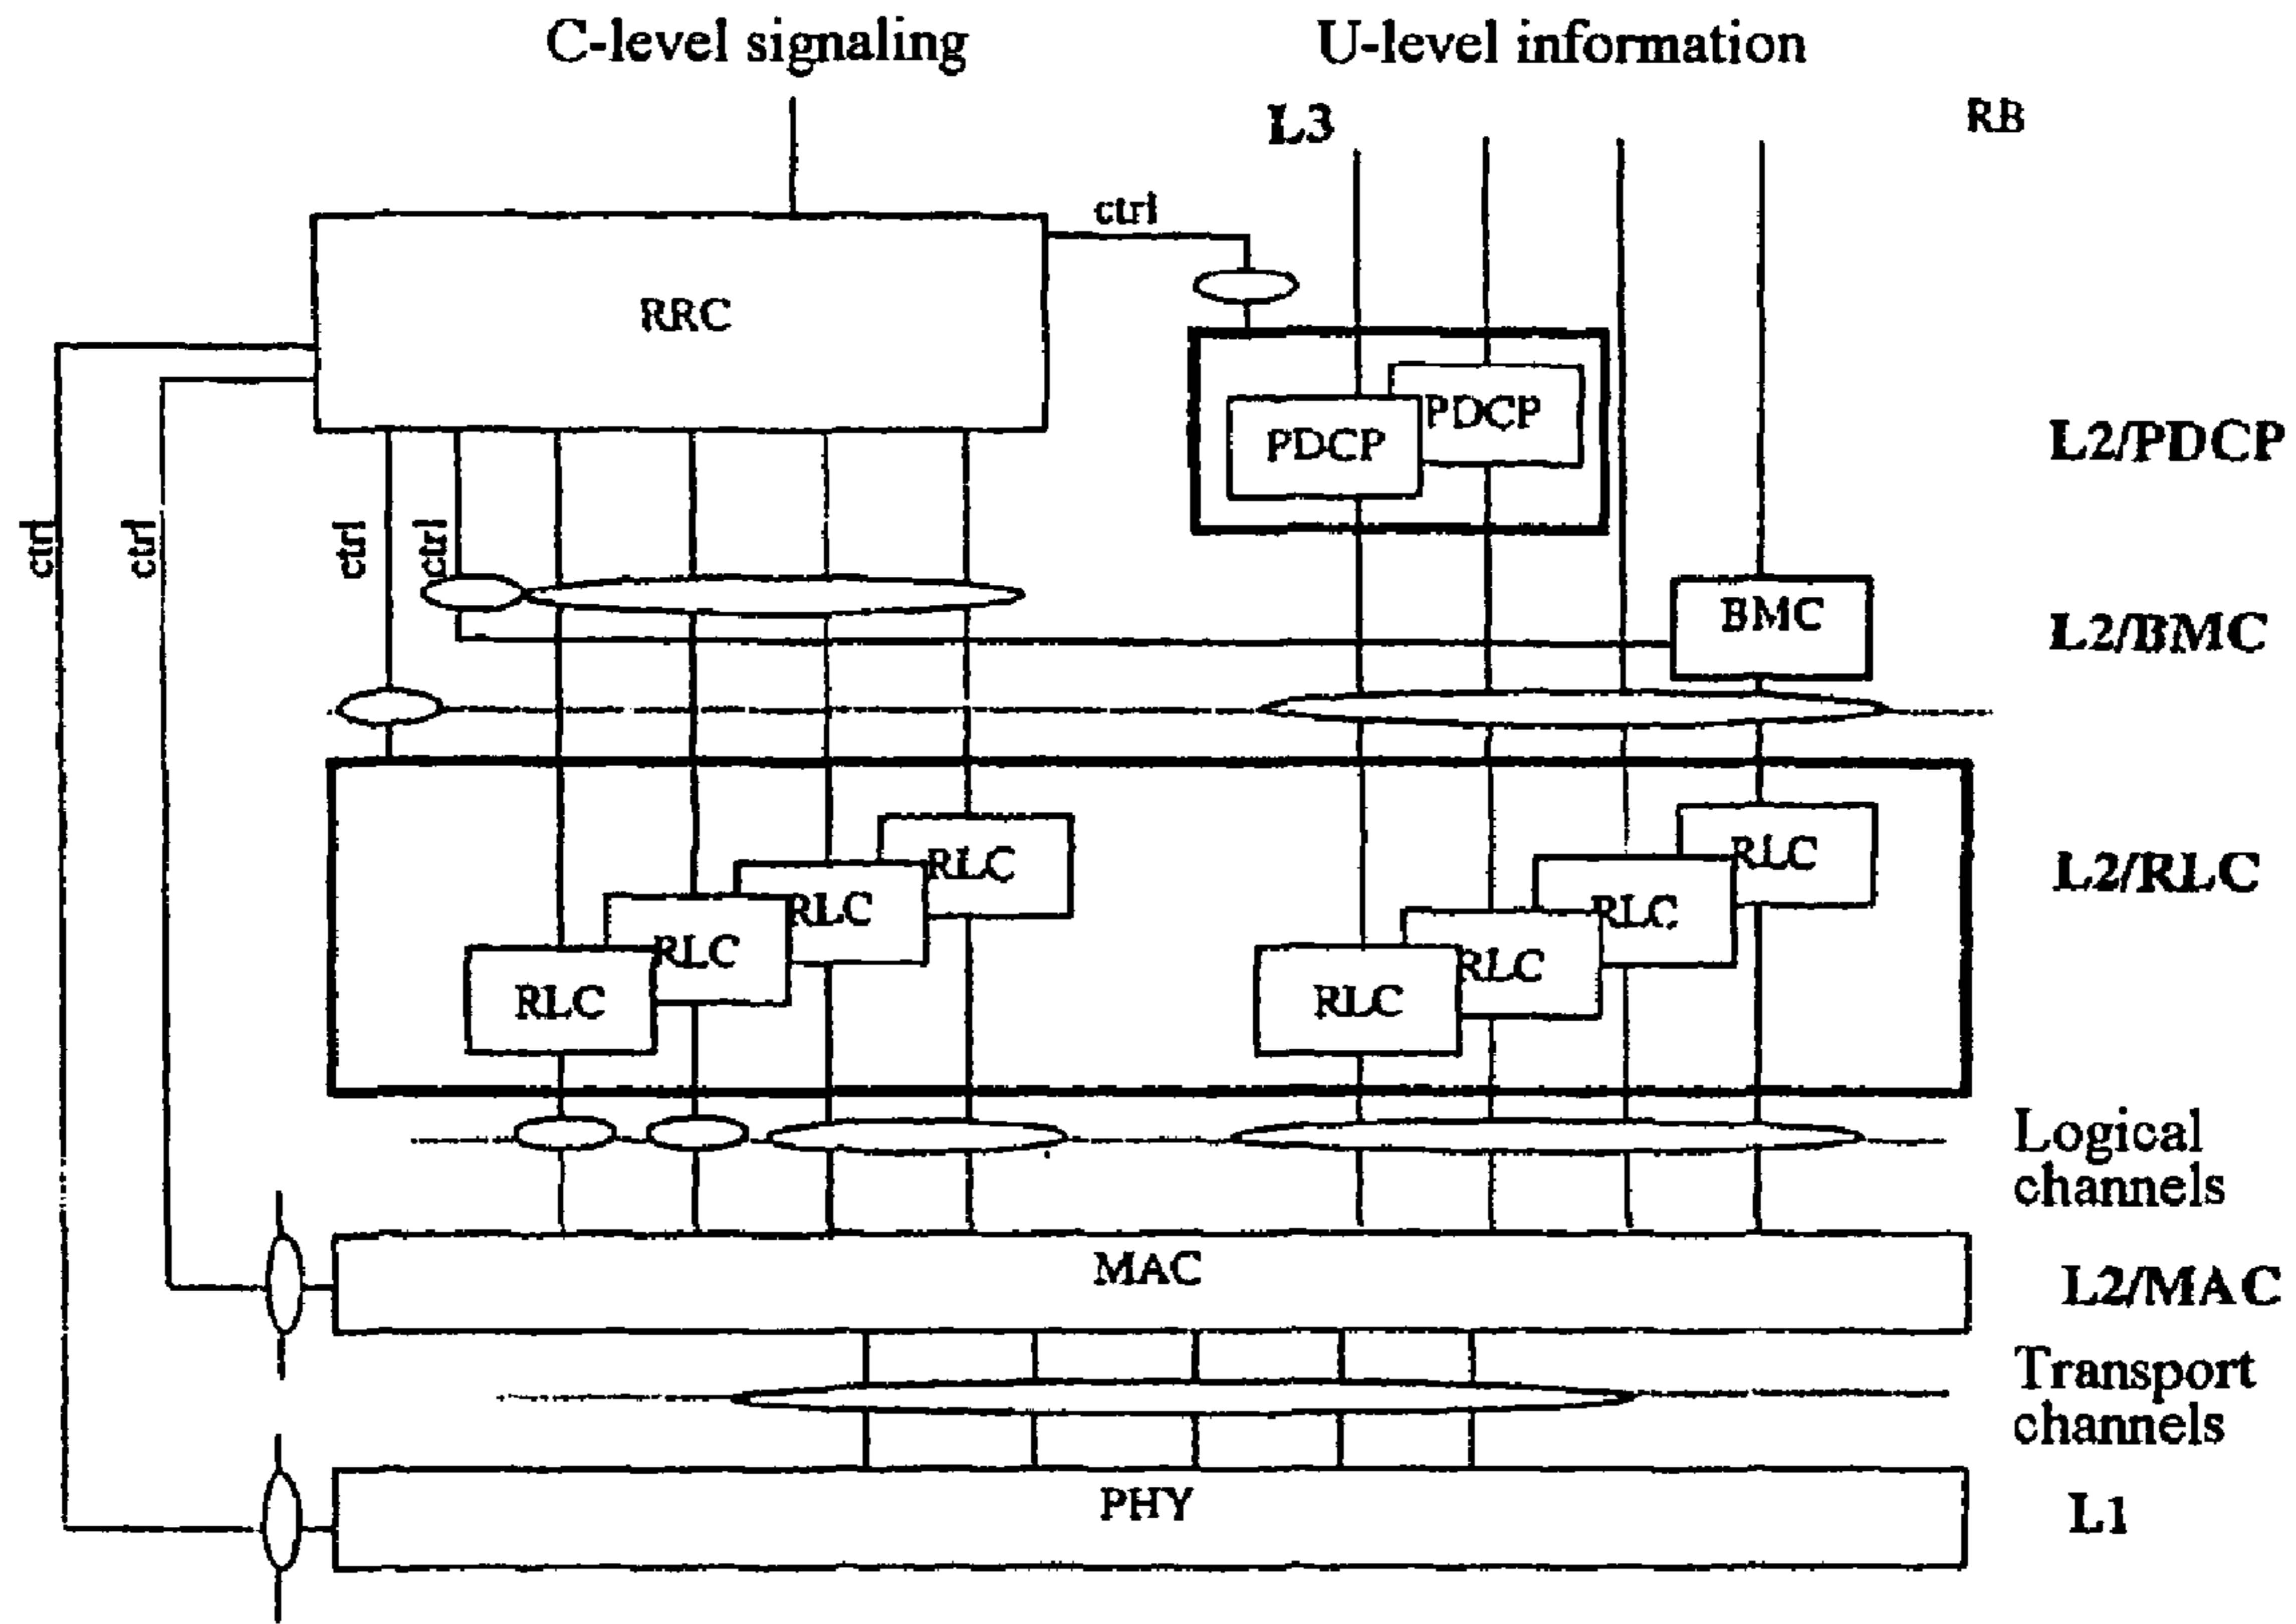 C-level signaling
U-level information
L3
RB
ctrl
RRC
PDCP
PDCP
L2/PDCP
ctrl
ctrl
ctrl
ctrl
BMC
L2/BMC
RLC
RLC
RLC
RLC
RLC
RLC
RLC
RLC
L2/RLC
Logical
channels
MAC
L2/MAC
Transport
channels
PHY
L1